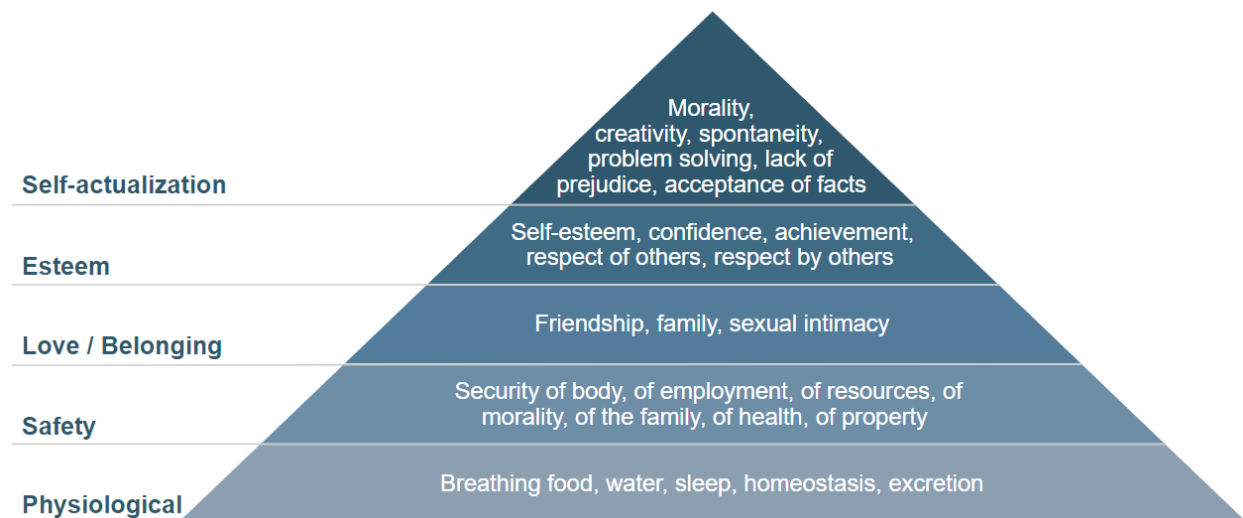 Morality,
creativity, spontaneity,
problem solving, lack of
prejudice, acceptance of facts
Self-actualization
Self-esteem, confidence, achievement,
respect of others, respect by others
Esteem
Friendship, family, sexual intimacy
Love / Belonging
Security of body, of employment, of resources, of
morality, of the family, of health, of property
Safety
Breathing food, water, sleep, homeostasis, excretion
Physiological